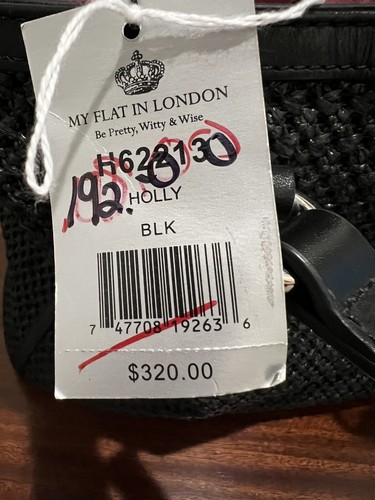 MY FLAT IN LONDON
Be Pretty, Witty & Wise
H622130
192.00
HOLLY
BLK
7 47708 19263 6
$320.00